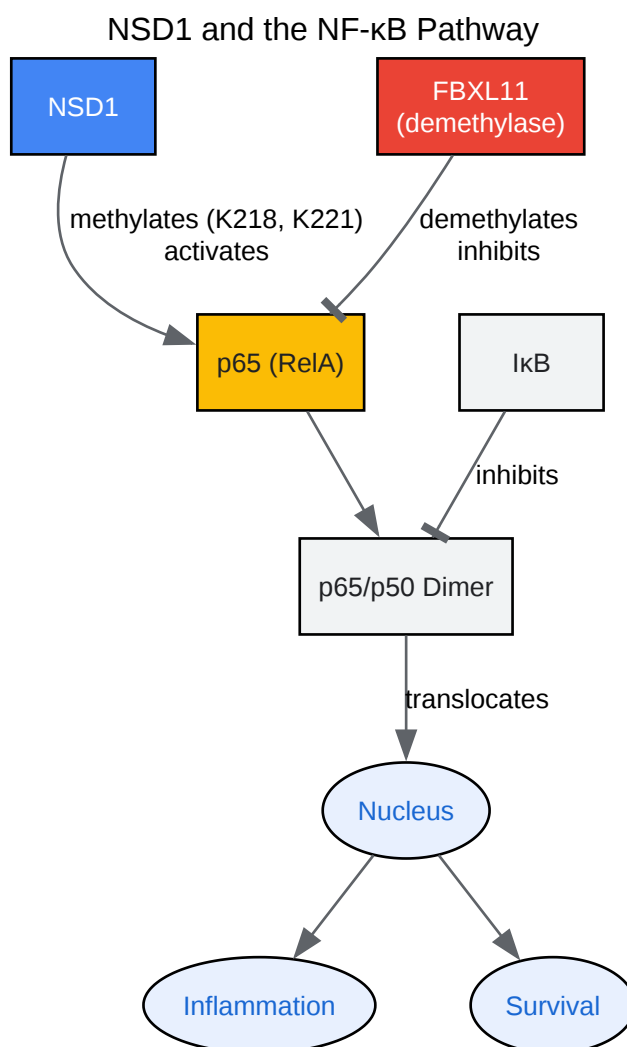 NSD1 and the NF-κB Pathway
NSD1
FBXL11
(demethylase)
methylates (K218, K221)
activates
demethylates
inhibits
p65 (RelA)
IκB
inhibits
p65/p50 Dimer
translocates
Nucleus
Inflammation
Survival